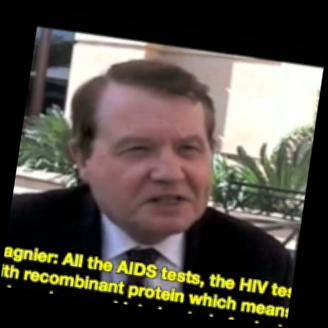 agnier: All the AIDS tests, the HIV tes
ith recombinant protein which means